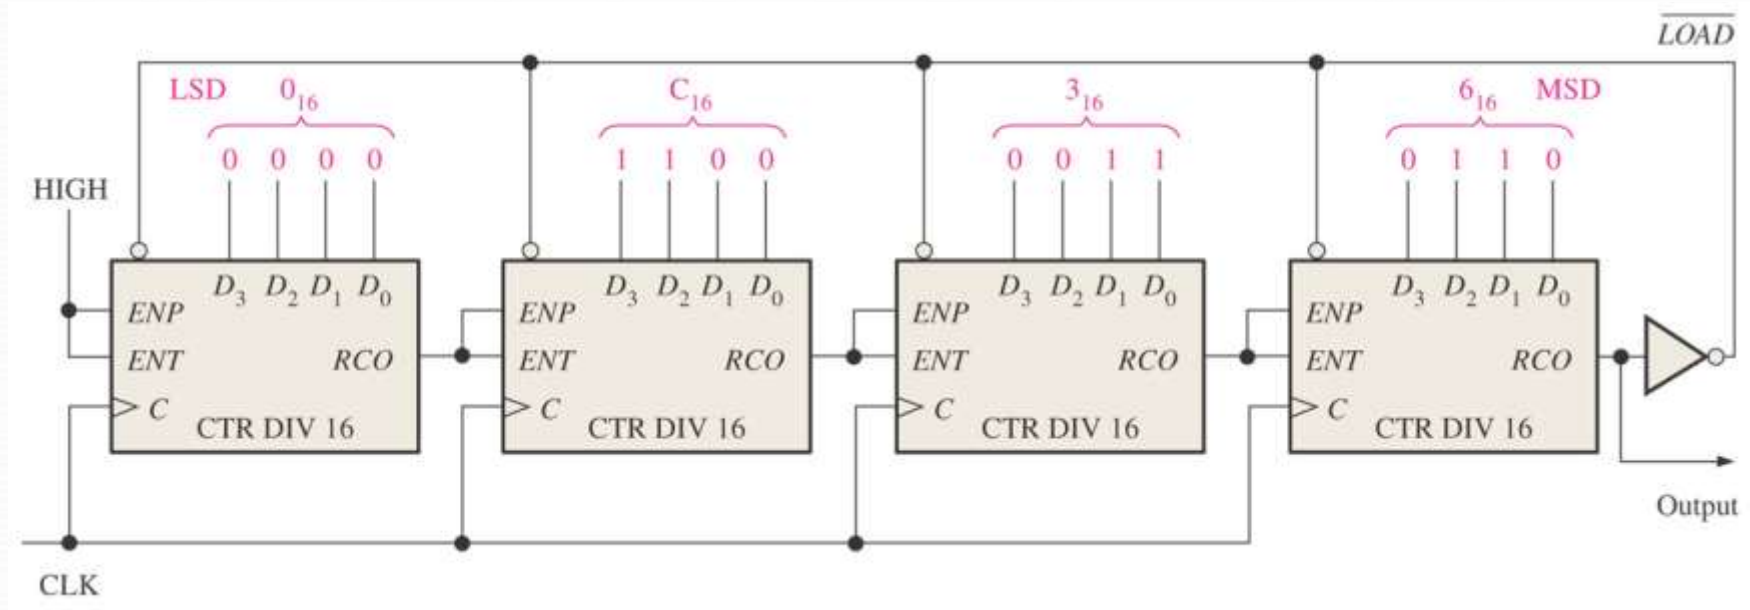 LOAD
LSD 0₁₆ C₁₆ 3₁₆ 6₁₆ MSD
0 0 0 0 1 1 0 0 0 0 1 1 0 1 1 0
HIGH
D₃ D₂ D₁ D₀ D₃ D₂ D₁ D₀ D₃ D₂ D₁ D₀ D₃ D₂ D₁ D₀
ENP ENP ENP ENP
ENT RCO ENT RCO ENT RCO ENT RCO
C C C C
CTR DIV 16 CTR DIV 16 CTR DIV 16 CTR DIV 16
Output
CLK